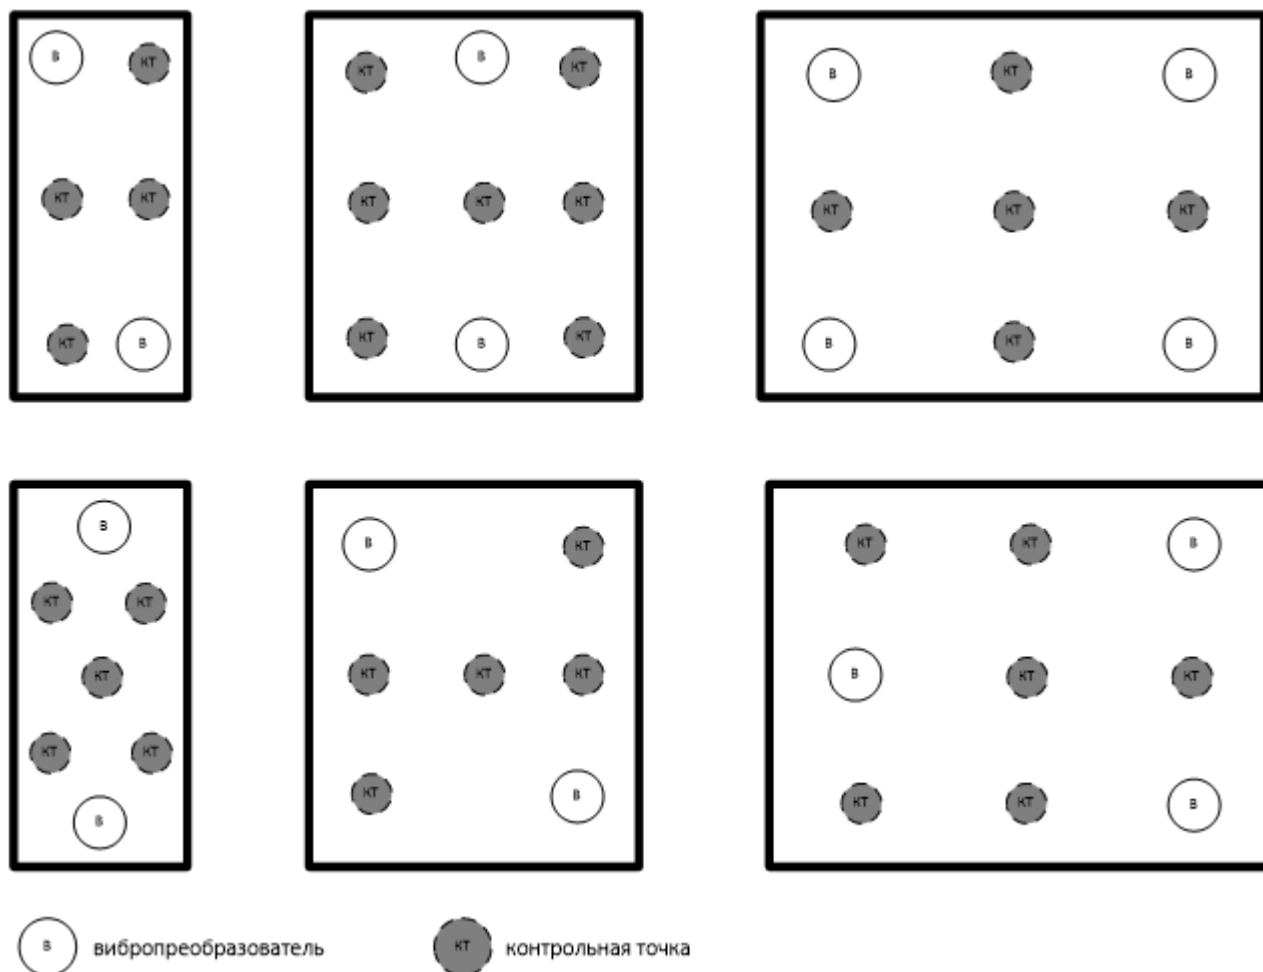 В КТ
КТ КТ
КТ В
КТ В КТ
КТ КТ КТ
КТ В КТ
В КТ В
КТ КТ КТ
В КТ В
В
КТ КТ
КТ
КТ КТ
В
В КТ
КТ КТ КТ
КТ В
КТ КТ В
В КТ КТ
КТ КТ В
В вибропреобразователь КТ контрольная точка